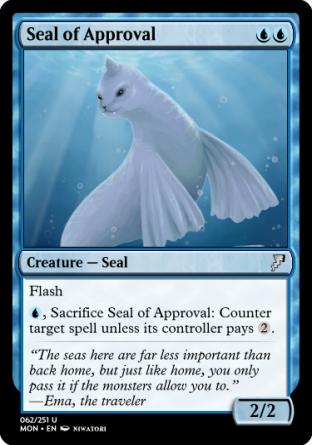 Seal of Approval
Creature — Seal
Flash
, Sacrifice Seal of Approval: Counter
target spell unless its controller pays 2.
“The seas here are far less important than
back home, but just like home, you only
pass it if the monsters allow you to.”
—Ema, the traveler
2/2
062/251 U
MON • EN NIWATORI